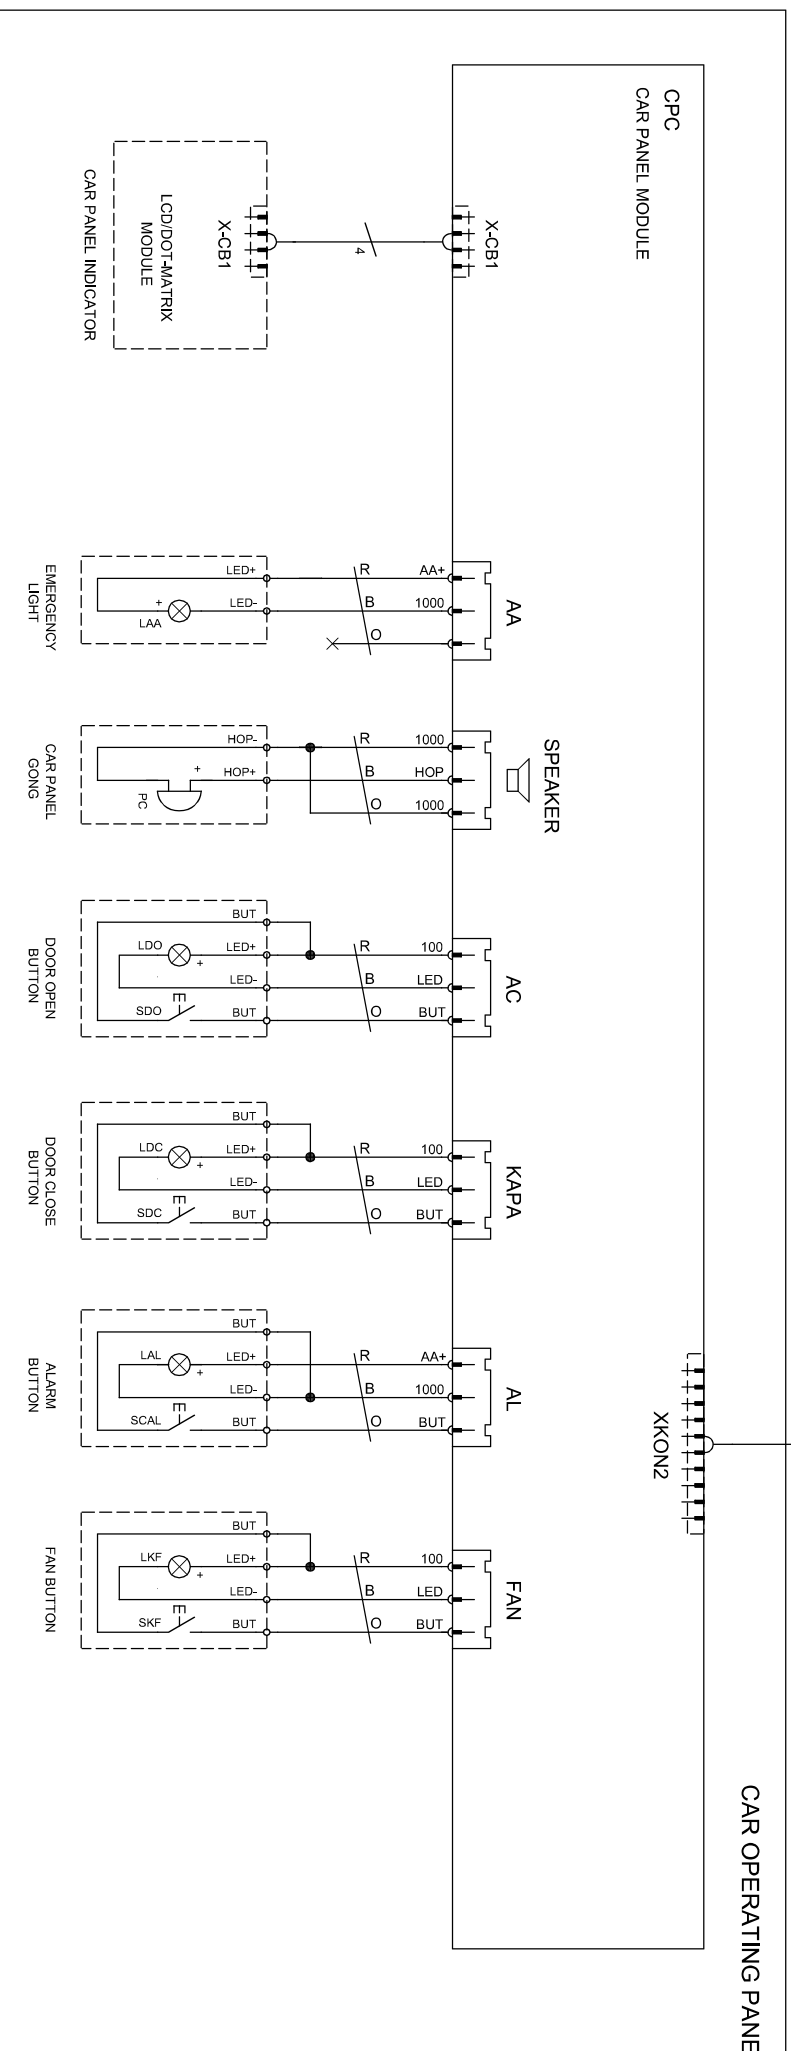 CAR OPERATING PANE
CPC
CAR PANEL MODULE
XKON2
X-CB1
4
X-CB1
LCD/DOT-MATRIX
MODULE
CAR PANEL INDICATOR
AA
AA+
1000
R
B
O
LED+
LED-
+
LAA
EMERGENCY
LIGHT
SPEAKER
1000
HOP
1000
R
B
O
HOP-
HOP+
+
PC
CAR PANEL
GONG
AC
100
LED
BUT
R
B
O
BUT
LED+
LED-
BUT
LDO
+
SDO
DOOR OPEN
BUTTON
KAPA
100
LED
BUT
R
B
O
BUT
LED+
LED-
BUT
LDC
+
SDC
DOOR CLOSE
BUTTON
AL
AA+
1000
BUT
R
B
O
BUT
LED+
LED-
BUT
LAL
+
SCAL
ALARM
BUTTON
FAN
100
LED
BUT
R
B
O
BUT
LED+
LED-
BUT
LKF
+
SKF
FAN BUTTON